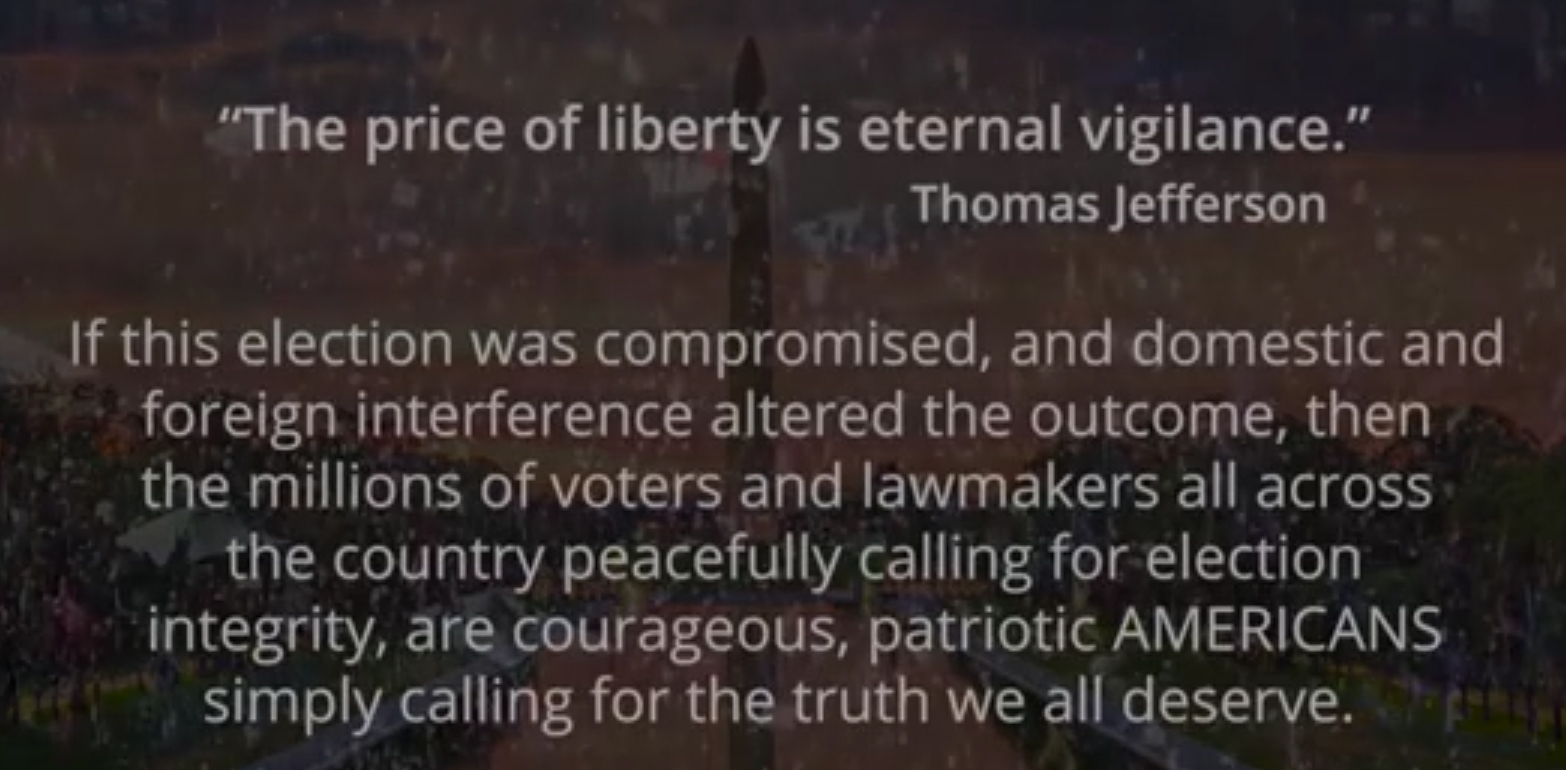 “The price of liberty is eternal vigilance.”
Thomas Jefferson
If this election was compromised, and domestic and
foreign interference altered the outcome, then
the millions of voters and lawmakers all across
the country peacefully calling for election
integrity, are courageous, patriotic AMERICANS
simply calling for the truth we all deserve.